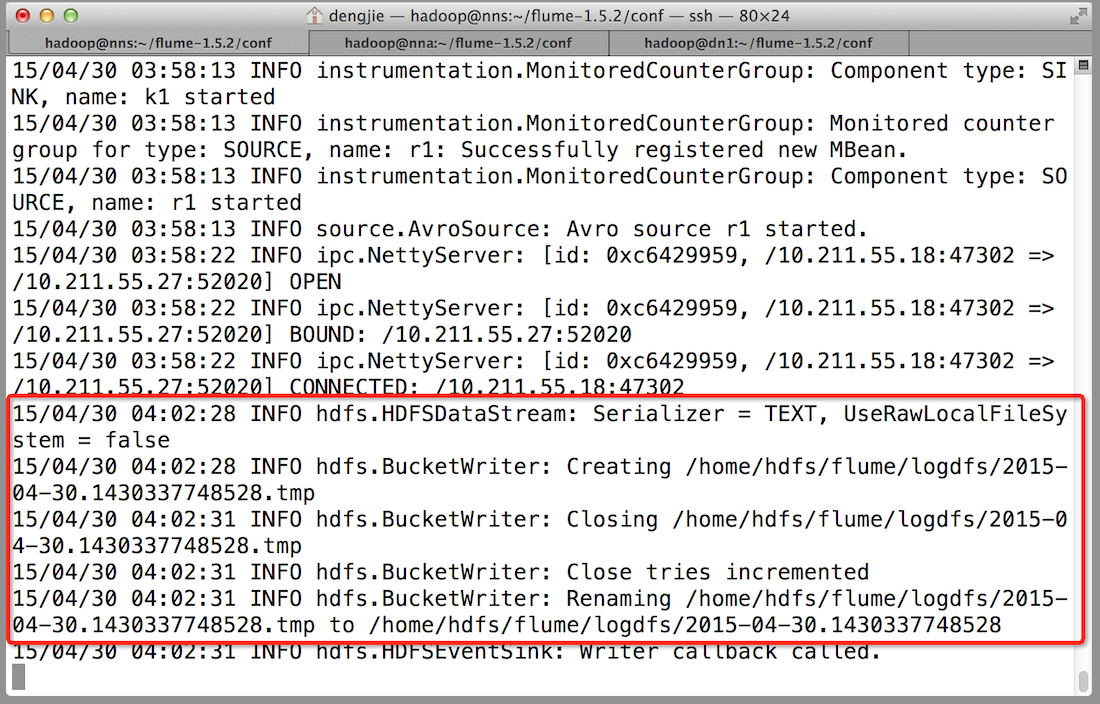 dengjie — hadoop@nns:~/flume-1.5.2/conf — ssh — 80×24
hadoop@nns:~/flume-1.5.2/conf hadoop@nna:~/flume-1.5.2/conf hadoop@dn1:~/flume-1.5.2/conf
15/04/30 03:58:13 INFO instrumentation.MonitoredCounterGroup: Component type: SI
NK, name: k1 started
15/04/30 03:58:13 INFO instrumentation.MonitoredCounterGroup: Monitored counter
group for type: SOURCE, name: r1: Successfully registered new MBean.
15/04/30 03:58:13 INFO instrumentation.MonitoredCounterGroup: Component type: SO
URCE, name: r1 started
15/04/30 03:58:13 INFO source.AvroSource: Avro source r1 started.
15/04/30 03:58:22 INFO ipc.NettyServer: [id: 0xc6429959, /10.211.55.18:47302 =>
/10.211.55.27:52020] OPEN
15/04/30 03:58:22 INFO ipc.NettyServer: [id: 0xc6429959, /10.211.55.18:47302 =>
/10.211.55.27:52020] BOUND: /10.211.55.27:52020
15/04/30 03:58:22 INFO ipc.NettyServer: [id: 0xc6429959, /10.211.55.18:47302 =>
/10.211.55.27:52020] CONNECTED: /10.211.55.18:47302
15/04/30 04:02:28 INFO hdfs.HDFSDataStream: Serializer = TEXT, UseRawLocalFileSy
stem = false
15/04/30 04:02:28 INFO hdfs.BucketWriter: Creating /home/hdfs/flume/logdfs/2015-
04-30.1430337748528.tmp
15/04/30 04:02:31 INFO hdfs.BucketWriter: Closing /home/hdfs/flume/logdfs/2015-0
4-30.1430337748528.tmp
15/04/30 04:02:31 INFO hdfs.BucketWriter: Close tries incremented
15/04/30 04:02:31 INFO hdfs.BucketWriter: Renaming /home/hdfs/flume/logdfs/2015-
04-30.1430337748528.tmp to /home/hdfs/flume/logdfs/2015-04-30.1430337748528
15/04/30 04:02:31 INFO hdfs.HDFSEventSink: Writer callback called.